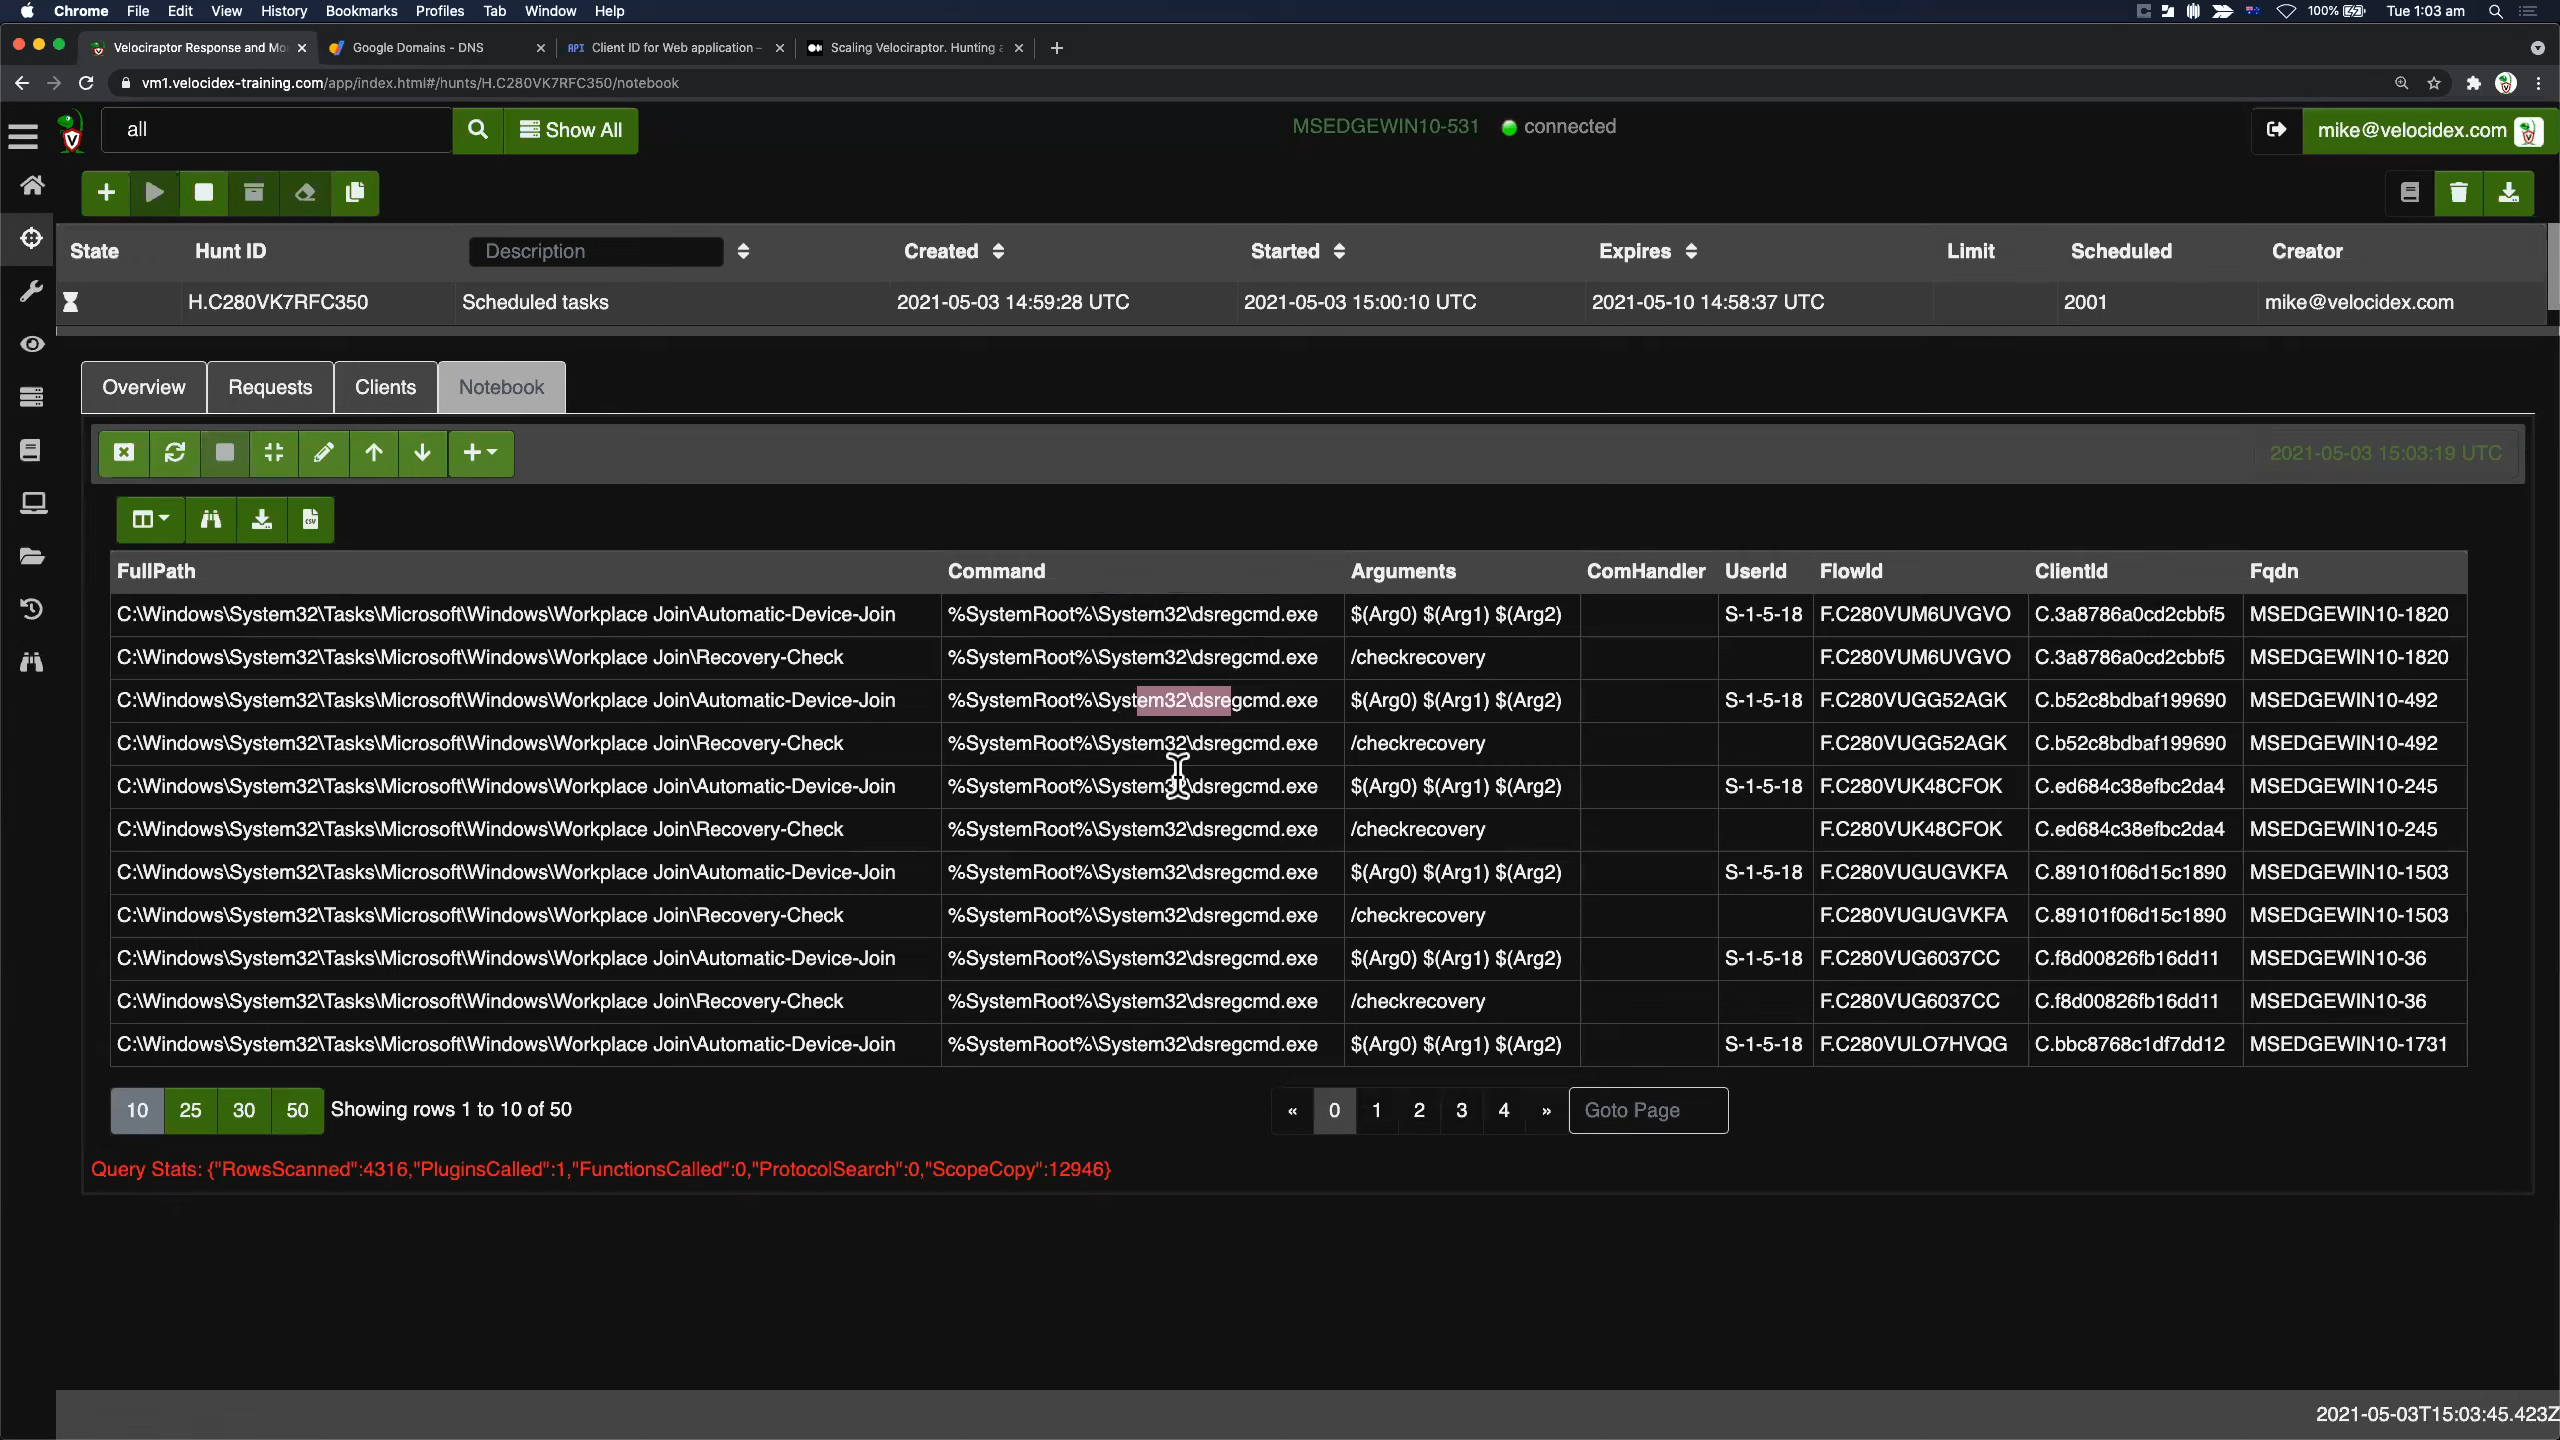 Chrome File Edit View History Bookmarks Profiles Tab Window Help 100% Tue 1:03 am
Velociraptor Response and Mo Google Domains - DNS API Client ID for Web application – Scaling Velociraptor. Hunting a
vm1.velocidex-training.com/app/index.html#/hunts/H.C280VK7RFC350/notebook
all Show All MSEDGEWIN10-531 connected mike@velocidex.com
State Hunt ID Description Created Started Expires Limit Scheduled Creator
H.C280VK7RFC350 Scheduled tasks 2021-05-03 14:59:28 UTC 2021-05-03 15:00:10 UTC 2021-05-10 14:58:37 UTC 2001 mike@velocidex.com
Overview Requests Clients Notebook
2021-05-03 15:03:19 UTC
CSV
FullPath Command Arguments ComHandler UserId FlowId ClientId Fqdn
C:\Windows\System32\Tasks\Microsoft\Windows\Workplace Join\Automatic-Device-Join %SystemRoot%\System32\dsregcmd.exe $(Arg0) $(Arg1) $(Arg2) S-1-5-18 F.C280VUM6UVGVO C.3a8786a0cd2cbbf5 MSEDGEWIN10-1820
C:\Windows\System32\Tasks\Microsoft\Windows\Workplace Join\Recovery-Check %SystemRoot%\System32\dsregcmd.exe /checkrecovery F.C280VUM6UVGVO C.3a8786a0cd2cbbf5 MSEDGEWIN10-1820
C:\Windows\System32\Tasks\Microsoft\Windows\Workplace Join\Automatic-Device-Join %SystemRoot%\System32\dsregcmd.exe $(Arg0) $(Arg1) $(Arg2) S-1-5-18 F.C280VUGG52AGK C.b52c8bdbaf199690 MSEDGEWIN10-492
C:\Windows\System32\Tasks\Microsoft\Windows\Workplace Join\Recovery-Check %SystemRoot%\System32\dsregcmd.exe /checkrecovery F.C280VUGG52AGK C.b52c8bdbaf199690 MSEDGEWIN10-492
C:\Windows\System32\Tasks\Microsoft\Windows\Workplace Join\Automatic-Device-Join %SystemRoot%\System32\dsregcmd.exe $(Arg0) $(Arg1) $(Arg2) S-1-5-18 F.C280VUK48CFOK C.ed684c38efbc2da4 MSEDGEWIN10-245
C:\Windows\System32\Tasks\Microsoft\Windows\Workplace Join\Recovery-Check %SystemRoot%\System32\dsregcmd.exe /checkrecovery F.C280VUK48CFOK C.ed684c38efbc2da4 MSEDGEWIN10-245
C:\Windows\System32\Tasks\Microsoft\Windows\Workplace Join\Automatic-Device-Join %SystemRoot%\System32\dsregcmd.exe $(Arg0) $(Arg1) $(Arg2) S-1-5-18 F.C280VUGUGVKFA C.89101f06d15c1890 MSEDGEWIN10-1503
C:\Windows\System32\Tasks\Microsoft\Windows\Workplace Join\Recovery-Check %SystemRoot%\System32\dsregcmd.exe /checkrecovery F.C280VUGUGVKFA C.89101f06d15c1890 MSEDGEWIN10-1503
C:\Windows\System32\Tasks\Microsoft\Windows\Workplace Join\Automatic-Device-Join %SystemRoot%\System32\dsregcmd.exe $(Arg0) $(Arg1) $(Arg2) S-1-5-18 F.C280VUG6037CC C.f8d00826fb16dd11 MSEDGEWIN10-36
C:\Windows\System32\Tasks\Microsoft\Windows\Workplace Join\Recovery-Check %SystemRoot%\System32\dsregcmd.exe /checkrecovery F.C280VUG6037CC C.f8d00826fb16dd11 MSEDGEWIN10-36
C:\Windows\System32\Tasks\Microsoft\Windows\Workplace Join\Automatic-Device-Join %SystemRoot%\System32\dsregcmd.exe $(Arg0) $(Arg1) $(Arg2) S-1-5-18 F.C280VULO7HVQG C.bbc8768c1df7dd12 MSEDGEWIN10-1731
10 25 30 50 Showing rows 1 to 10 of 50 « 0 1 2 3 4 » Goto Page
Query Stats: {"RowsScanned":4316,"PluginsCalled":1,"FunctionsCalled":0,"ProtocolSearch":0,"ScopeCopy":12946}
2021-05-03T15:03:45.423Z